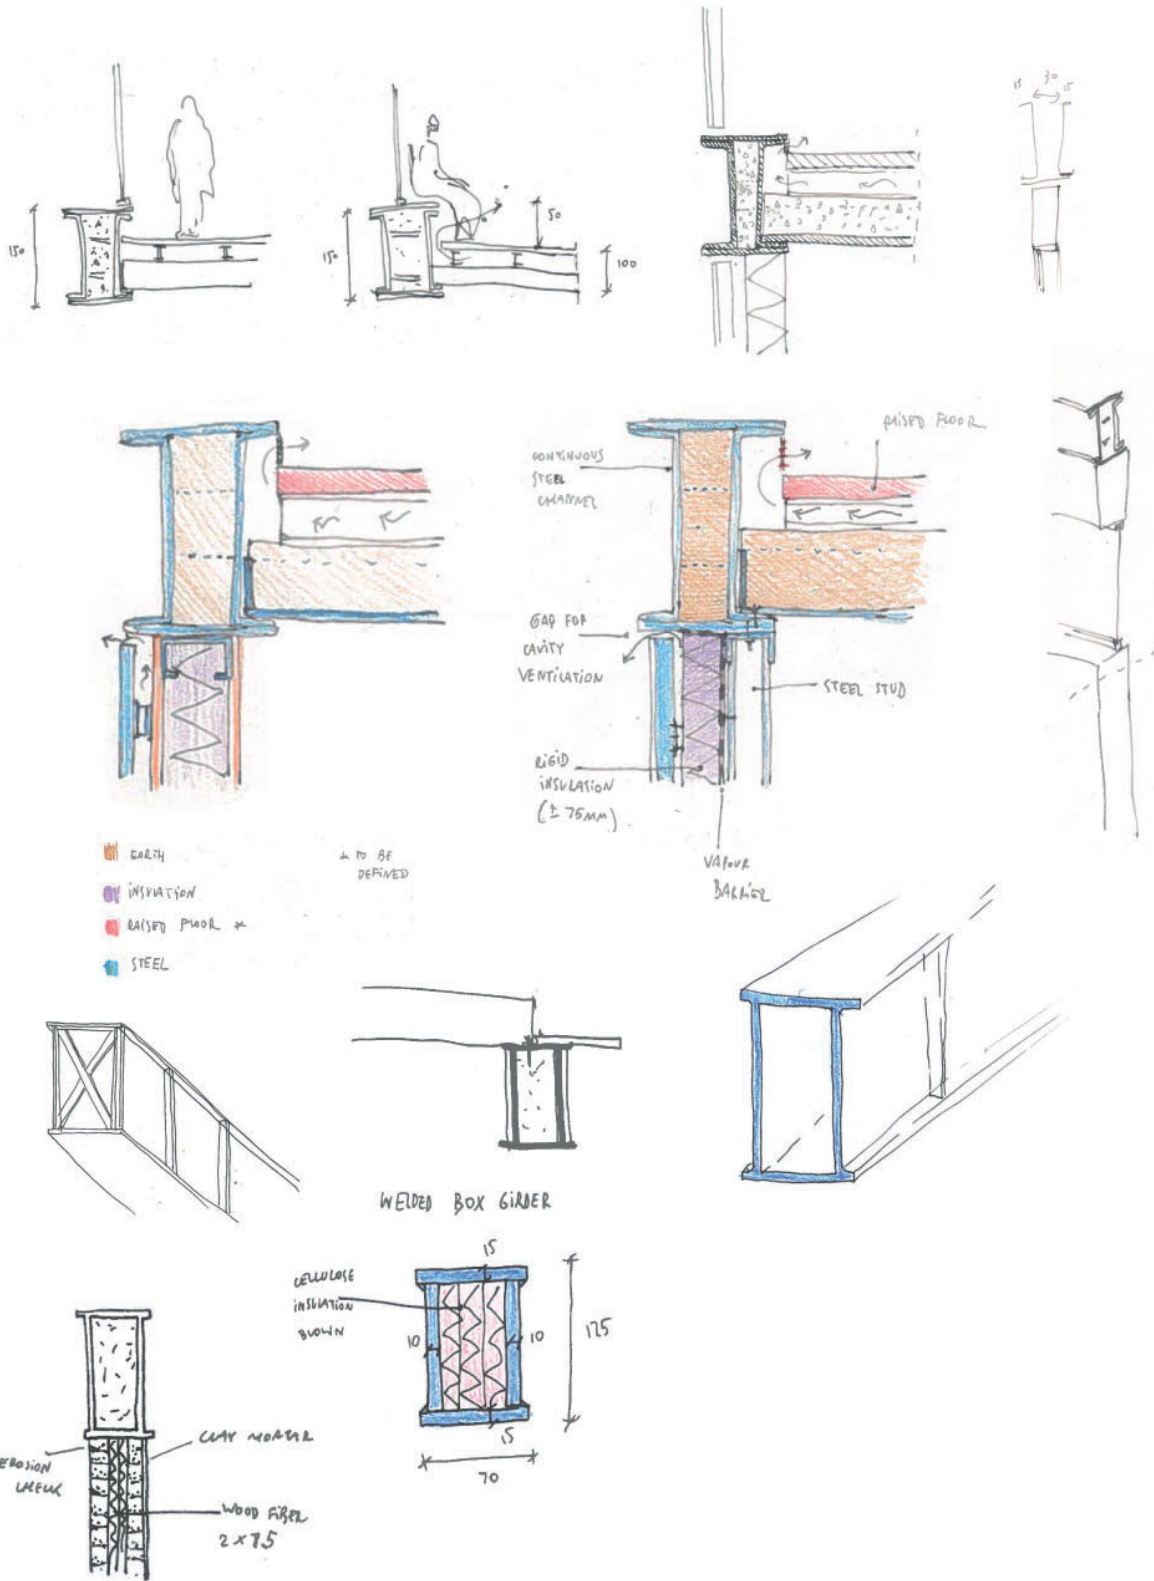 15 30 15
150
150
50
100
RAISED FLOOR
CONTINUOUS
STEEL
CHANNEL
GAP FOR
CAVITY
VENTILATION
STEEL STUD
RIGID
INSULATION
(± 75MM)
VAPOUR
BARRIER
EARTH
INSULATION
RAISED FLOOR *
STEEL
* TO BE
DEFINED
WELDED BOX GIRDER
CELLULOSE
INSULATION
BLOWN
15
10
10
125
15
70
EROSION
CHECK
CLAY MORTAR
WOOD FIBER
2 × 7.5